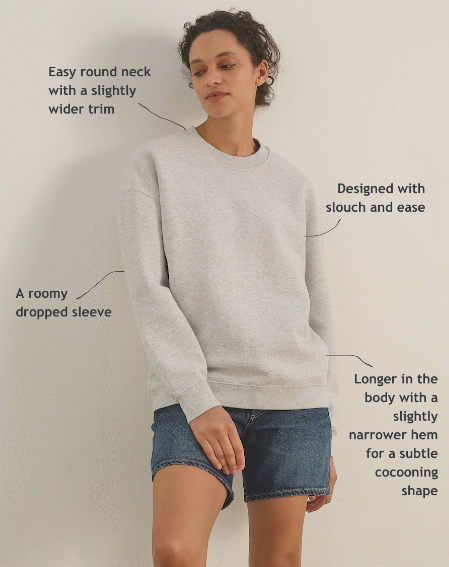 Easy round neck
with a slightly
wider trim
Designed with
slouch and ease
A roomy
dropped sleeve
Longer in the
body with a
slightly
narrower hem
for a subtle
cocooning
shape